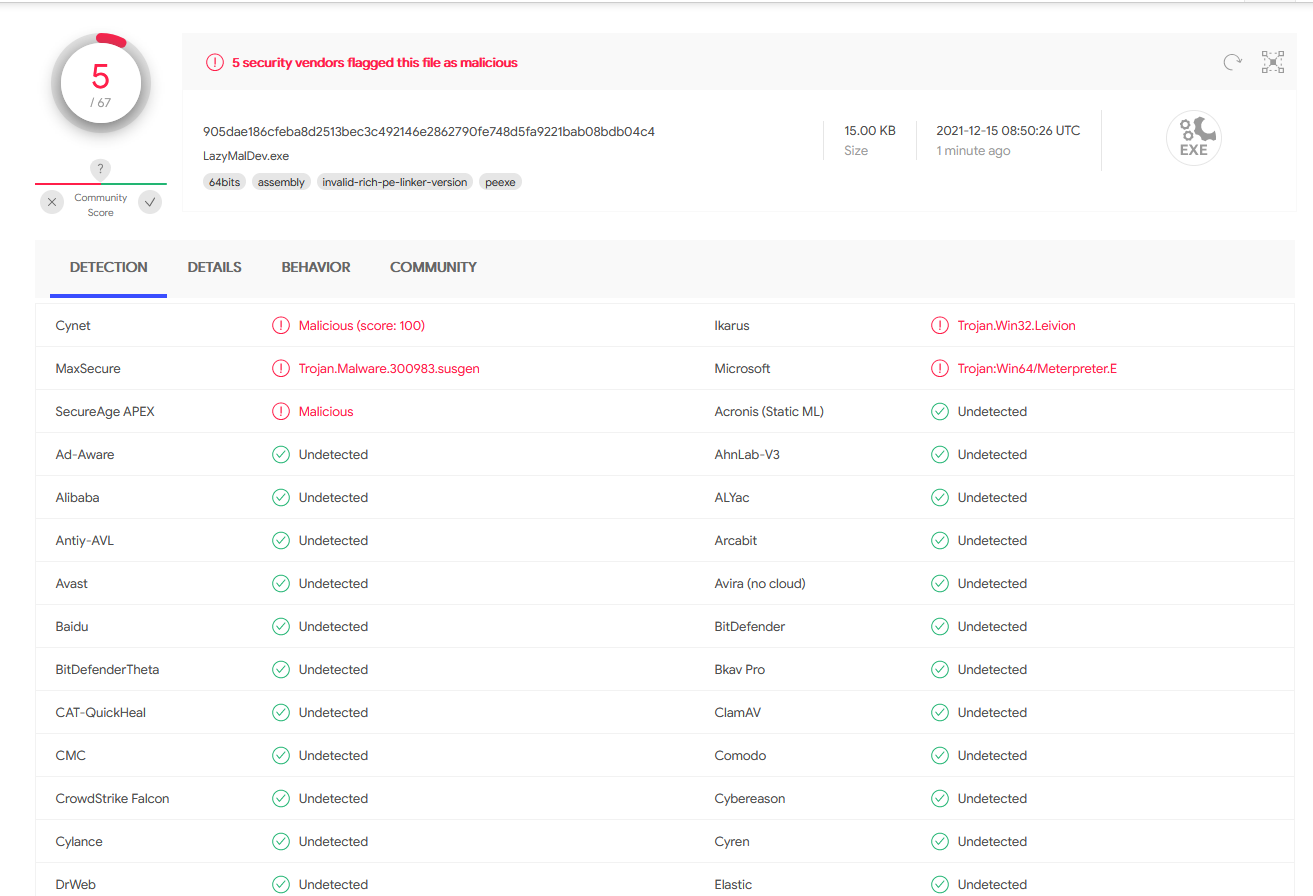 5
/ 67
?
Community
Score
5 security vendors flagged this file as malicious
905dae186cfeba8d2513bec3c492146e2862790fe748d5fa9221bab08bdb04c4
LazyMalDev.exe
64bits assembly invalid-rich-pe-linker-version peexe
15.00 KB
Size
2021-12-15 08:50:26 UTC
1 minute ago
EXE
DETECTION DETAILS BEHAVIOR COMMUNITY
Cynet Malicious (score: 100) Ikarus Trojan.Win32.Leivion
MaxSecure Trojan.Malware.300983.susgen Microsoft Trojan:Win64/Meterpreter.E
SecureAge APEX Malicious Acronis (Static ML) Undetected
Ad-Aware Undetected AhnLab-V3 Undetected
Alibaba Undetected ALYac Undetected
Antiy-AVL Undetected Arcabit Undetected
Avast Undetected Avira (no cloud) Undetected
Baidu Undetected BitDefender Undetected
BitDefenderTheta Undetected Bkav Pro Undetected
CAT-QuickHeal Undetected ClamAV Undetected
CMC Undetected Comodo Undetected
CrowdStrike Falcon Undetected Cybereason Undetected
Cylance Undetected Cyren Undetected
DrWeb Undetected Elastic Undetected